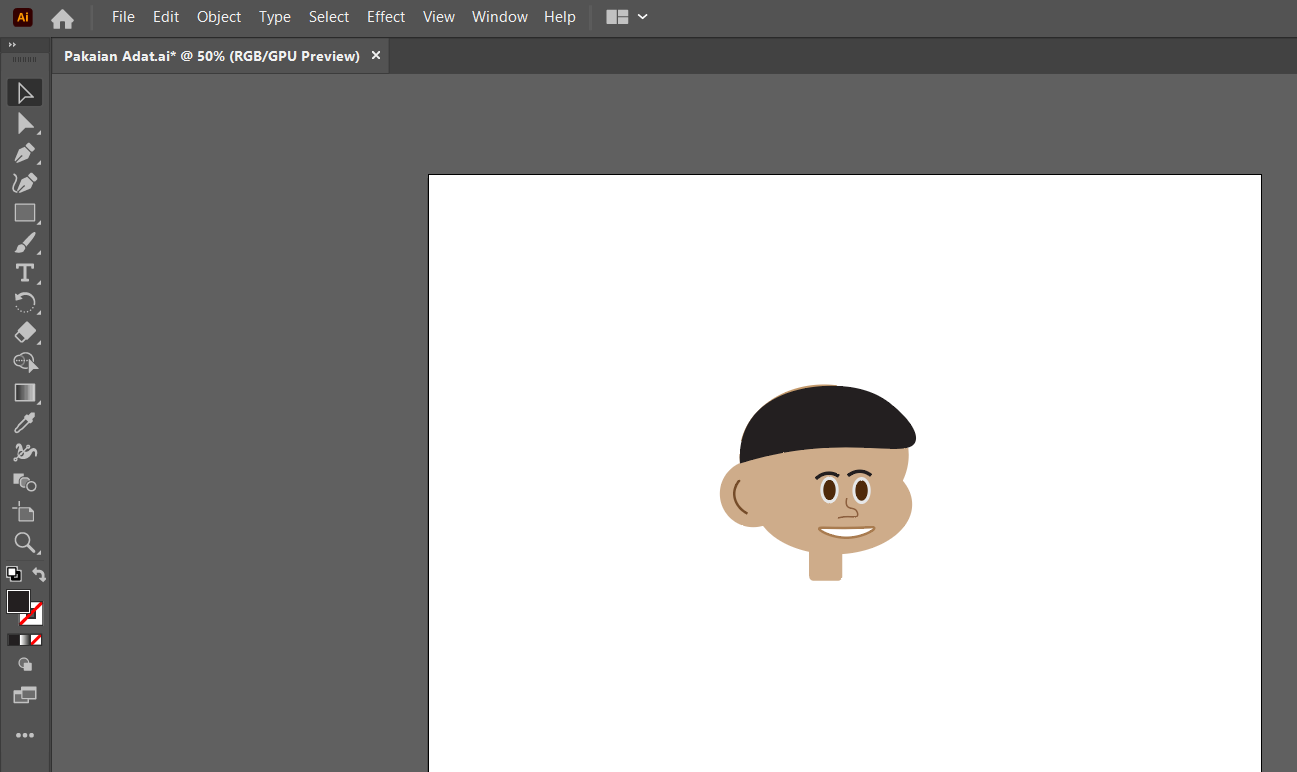 Ai File Edit Object Type Select Effect View Window Help
Pakaian Adat.ai* @ 50% (RGB/GPU Preview) ×